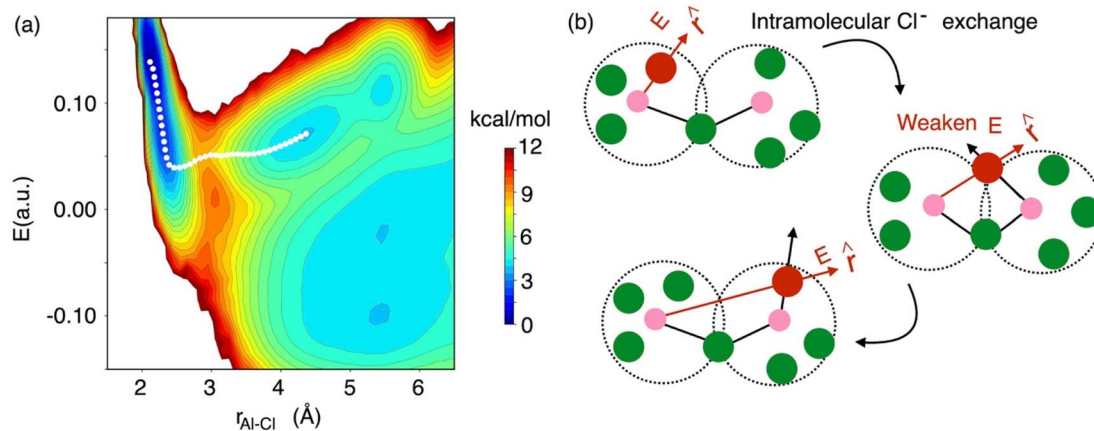 (a)
0.10
0.00
-0.10
E(a.u.)
2 3 4 5 6
r_Al-Cl (Å)
kcal/mol
12
9
6
3
0
(b)
Intramolecular Cl⁻ exchange
E r̂
Weaken E r̂
E r̂